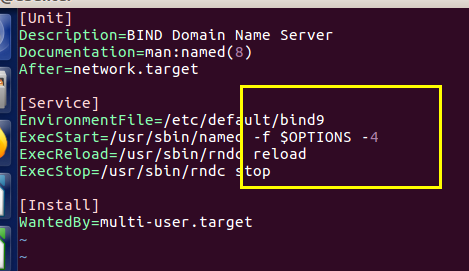 [Unit]
Description=BIND Domain Name Server
Documentation=man:named(8)
After=network.target
[Service]
EnvironmentFile=/etc/default/bind9
ExecStart=/usr/sbin/named -f $OPTIONS -4
ExecReload=/usr/sbin/rndc reload
ExecStop=/usr/sbin/rndc stop
[Install]
WantedBy=multi-user.target
~
~